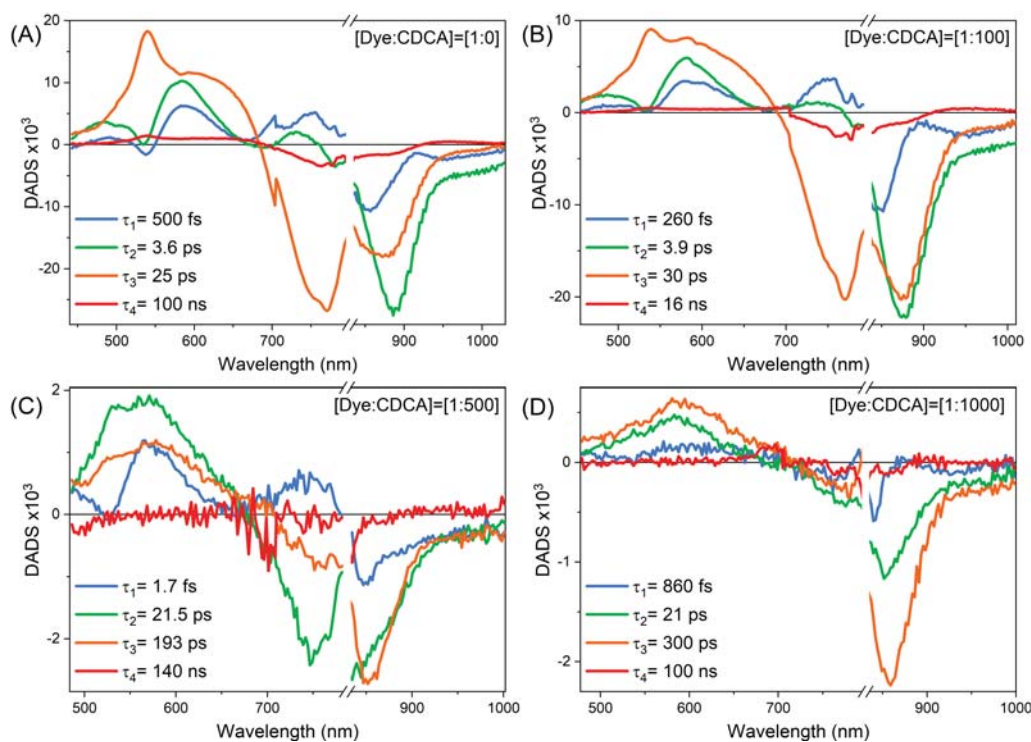 (A)
[Dye:CDCA]=[1:0]
DADS x10³
20
10
0
-10
-20
τ₁= 500 fs
τ₂= 3.6 ps
τ₃= 25 ps
τ₄= 100 ns
500 600 700 900 1000
Wavelength (nm)
(B)
[Dye:CDCA]=[1:100]
DADS x10³
10
0
-10
-20
τ₁= 260 fs
τ₂= 3.9 ps
τ₃= 30 ps
τ₄= 16 ns
500 600 700 900 1000
Wavelength (nm)
(C)
[Dye:CDCA]=[1:500]
DADS x10³
2
0
-2
τ₁= 1.7 fs
τ₂= 21.5 ps
τ₃= 193 ps
τ₄= 140 ns
500 600 700 900 1000
Wavelength (nm)
(D)
[Dye:CDCA]=[1:1000]
DADS x10³
0
-1
-2
τ₁= 860 fs
τ₂= 21 ps
τ₃= 300 ps
τ₄= 100 ns
500 600 700 900 1000
Wavelength (nm)